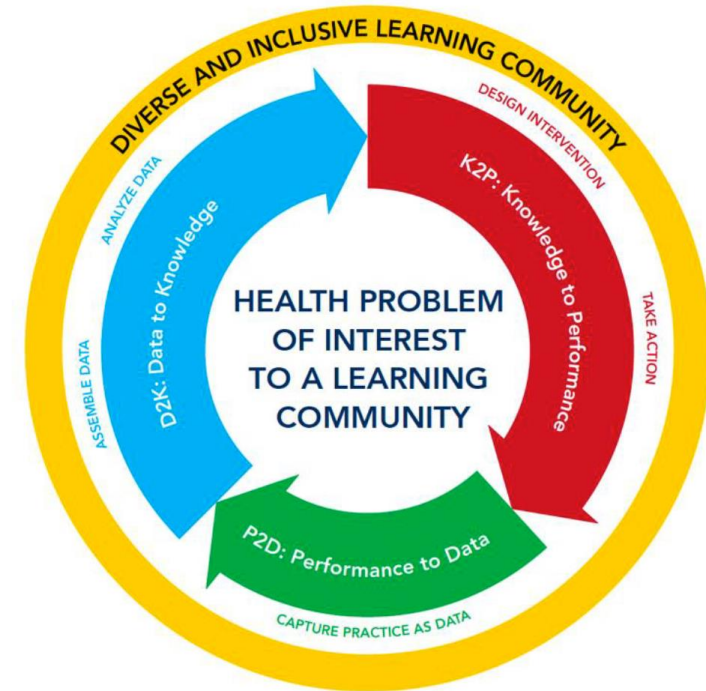 DIVERSE AND INCLUSIVE LEARNING COMMUNITY
DESIGN INTERVENTION
K2P: Knowledge to Performance
TAKE ACTION
P2D: Performance to Data
CAPTURE PRACTICE AS DATA
ASSEMBLE DATA
D2K: Data to Knowledge
ANALYZE DATA
HEALTH PROBLEM
OF INTEREST
TO A LEARNING
COMMUNITY